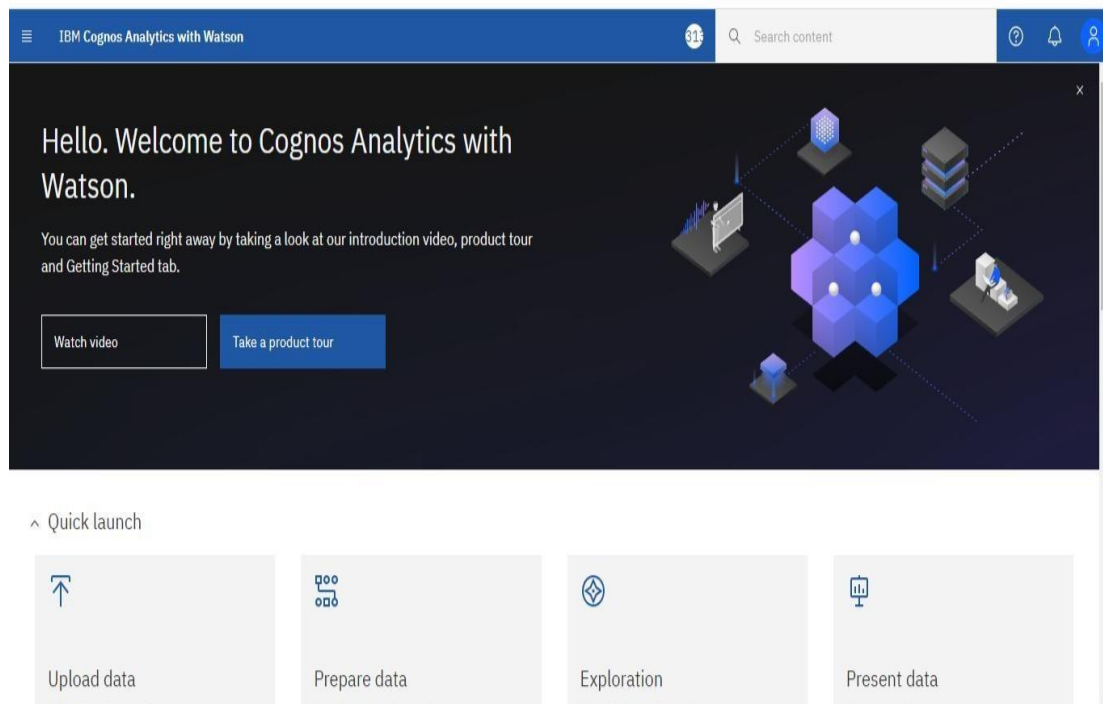 IBM Cognos Analytics with Watson
Search content
Hello. Welcome to Cognos Analytics with
Watson.
You can get started right away by taking a look at our introduction video, product tour
and Getting Started tab.
Watch video
Take a product tour
Quick launch
Upload data
Prepare data
Exploration
Present data